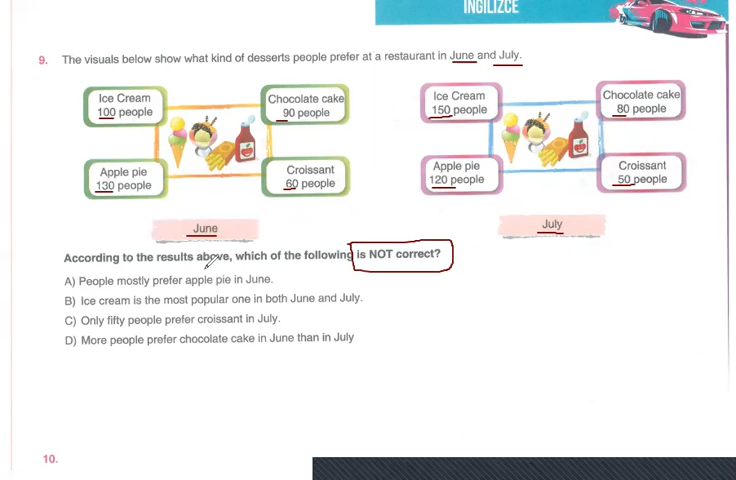 İNGİLİZCE
9. The visuals below show what kind of desserts people prefer at a restaurant in June and July.
Ice Cream
100 people
Chocolate cake
90 people
Apple pie
130 people
Croissant
60 people
June
Ice Cream
150 people
Chocolate cake
80 people
Apple pie
120 people
Croissant
50 people
July
According to the results above, which of the following is NOT correct?
A) People mostly prefer apple pie in June.
B) Ice cream is the most popular one in both June and July.
C) Only fifty people prefer croissant in July.
D) More people prefer chocolate cake in June than in July
10.